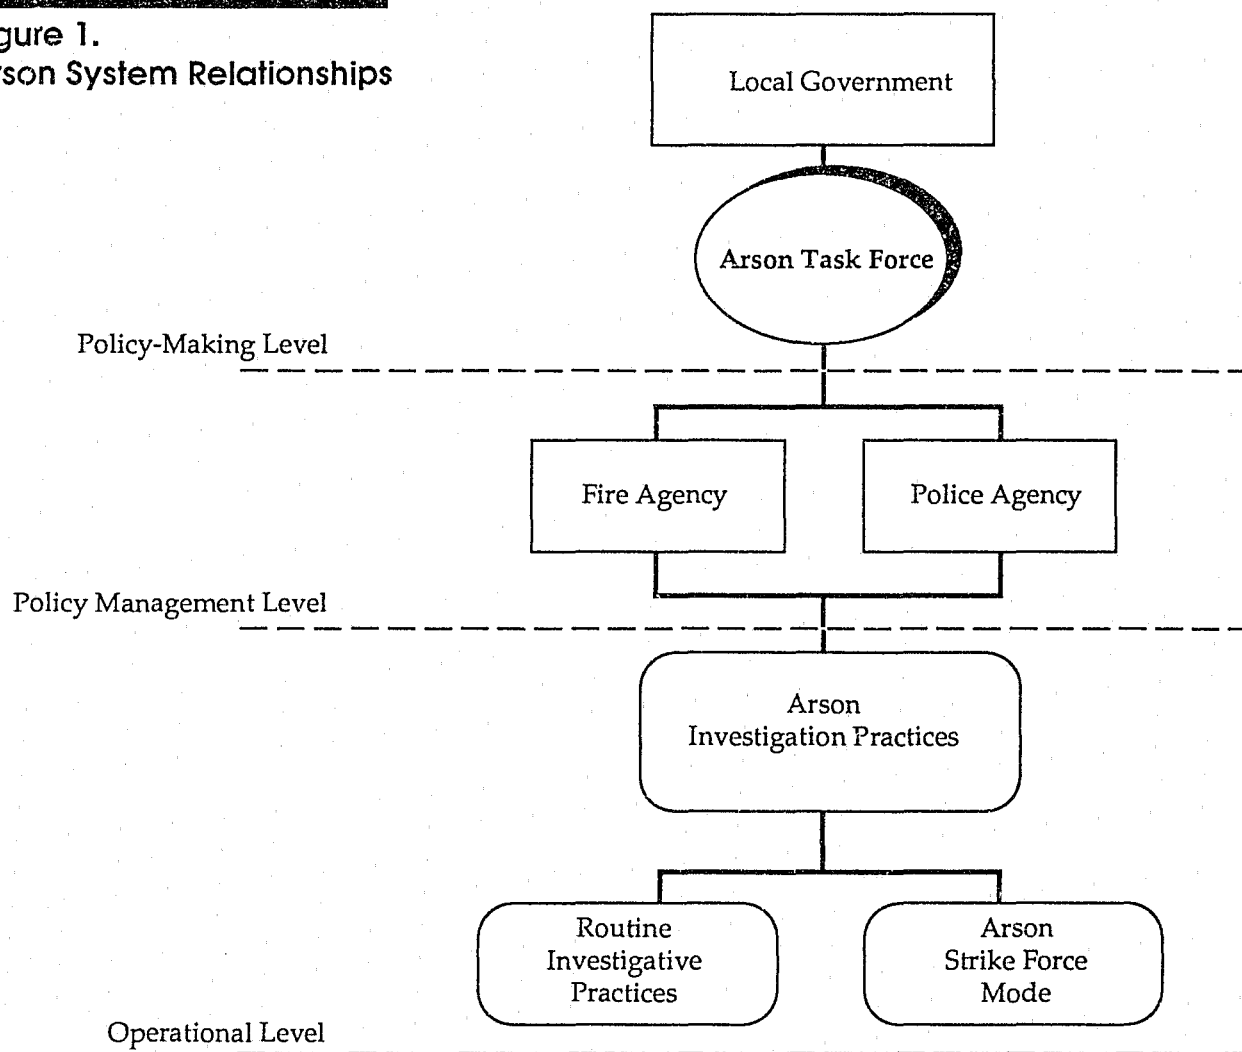 gure 1.
rson System Relationships
Local Government
Arson Task Force
Policy-Making Level
Fire Agency
Police Agency
Policy Management Level
Arson
Investigation Practices
Routine
Investigative
Practices
Arson
Strike Force
Mode
Operational Level